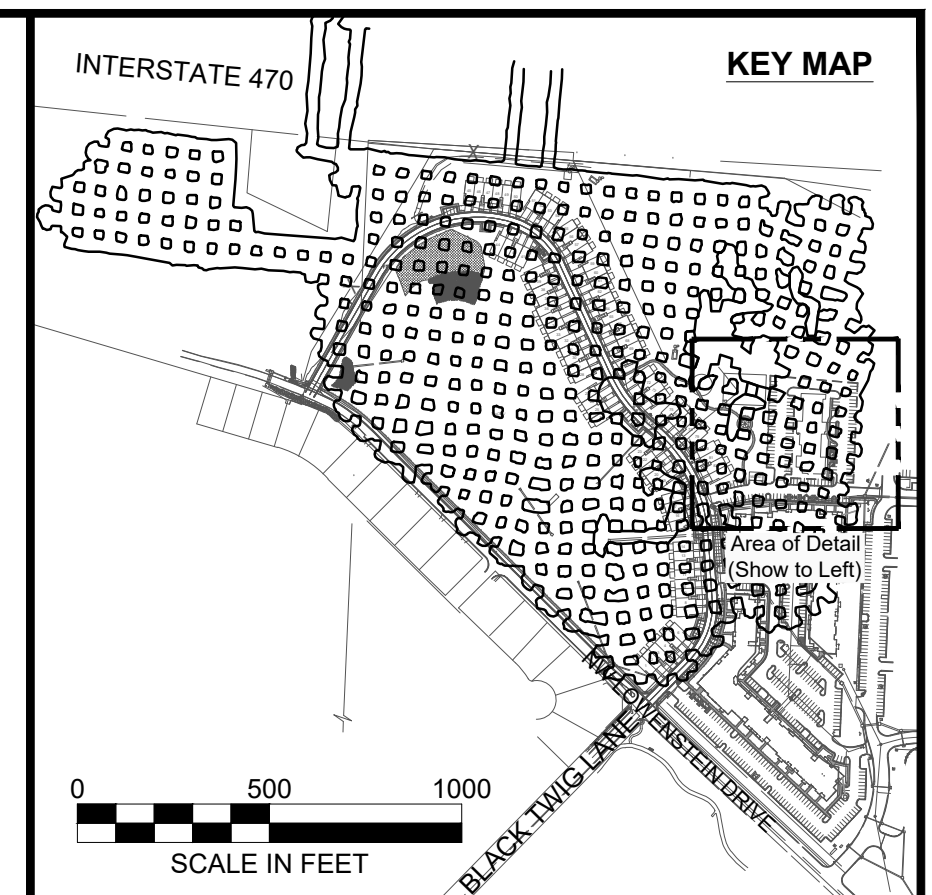 INTERSTATE 470
KEY MAP
Area of Detail
(Show to Left)
NW LOWENSTEIN DRIVE
BLACK TWIG LANE
0 500 1000
SCALE IN FEET